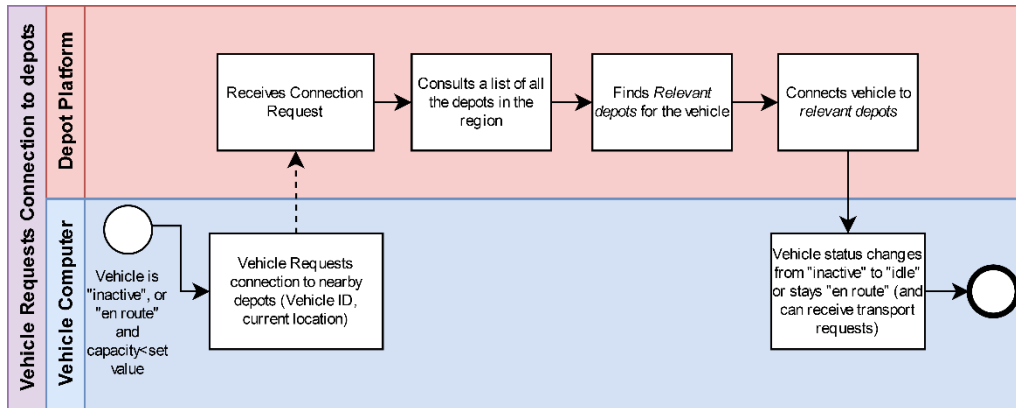 Vehicle Requests Connection to depots
Depot Platform
Receives Connection
Request
Consults a list of all
the depots in the
region
Finds Relevant
depots for the vehicle
Connects vehicle to
relevant depots
Vehicle Computer
Vehicle is
"inactive", or
"en route"
and
capacity<set
value
Vehicle Requests
connection to nearby
depots (Vehicle ID,
current location)
Vehicle status changes
from "inactive" to "idle"
or stays "en route" (and
can receive transport
requests)